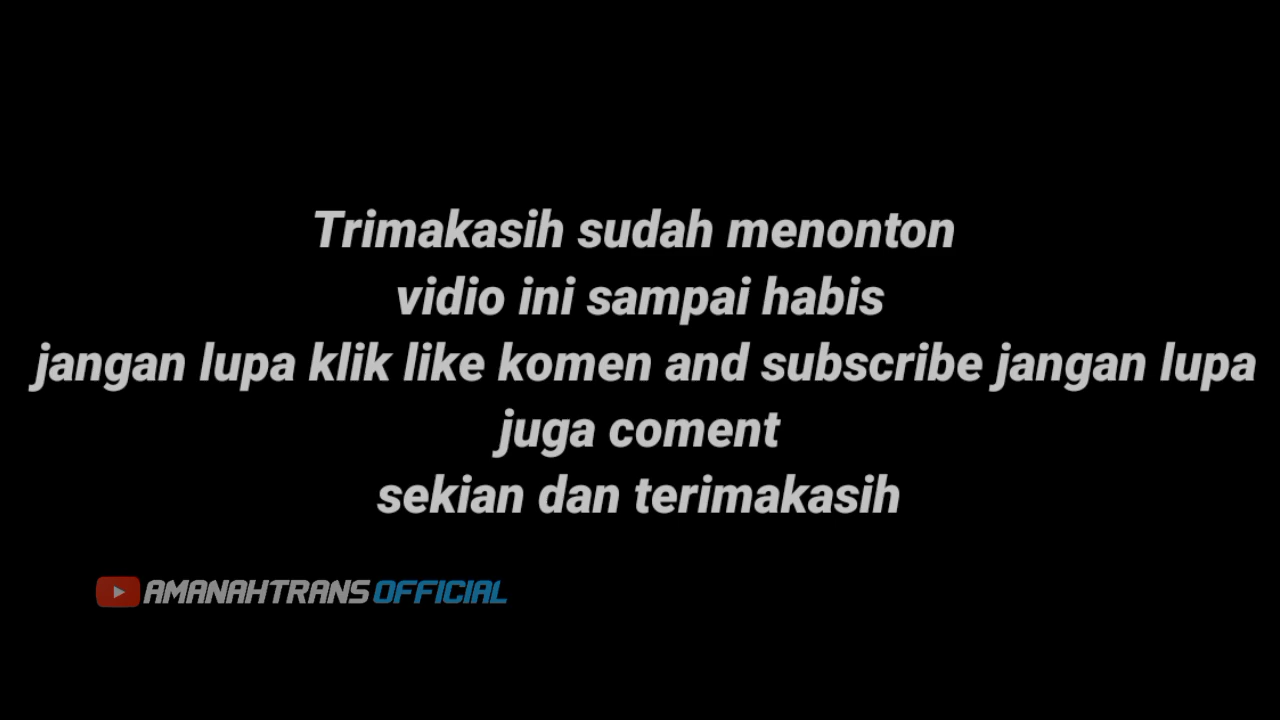 Trimakasih sudah menonton
vidio ini sampai habis
jangan lupa klik like komen and subscribe jangan lupa
juga coment
sekian dan terimakasih
AMANAHTRANS OFFICIAL